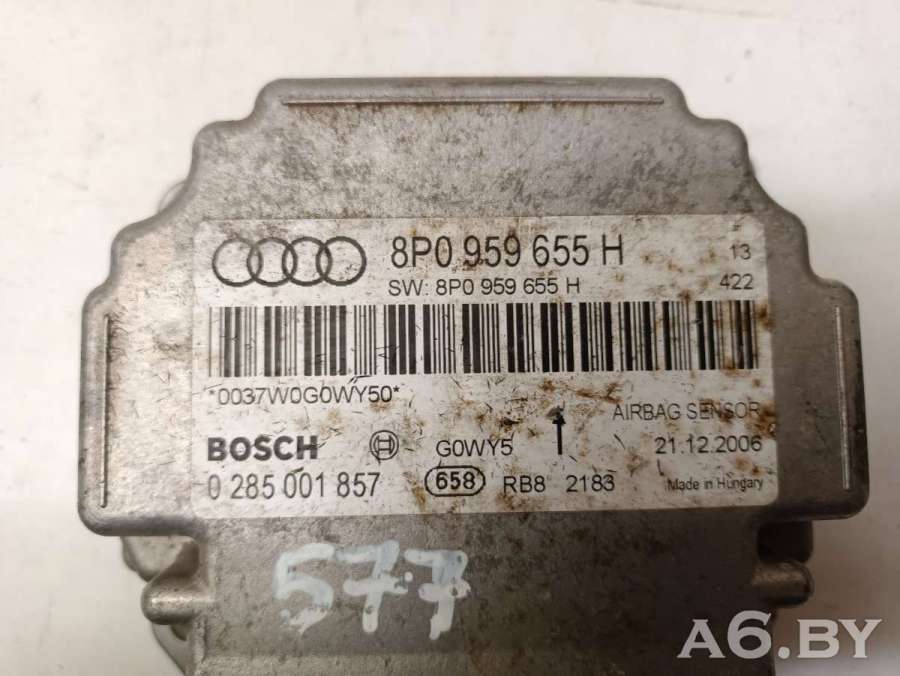 8P0 959 655 H 13
SW: 8P0 959 655 H 422
*0037W0G0WY50*
AIRBAG SENSOR
BOSCH G0WY5 21.12.2006
0 285 001 857 658 RB8 2183 Made in Hungary
577
A6.BY